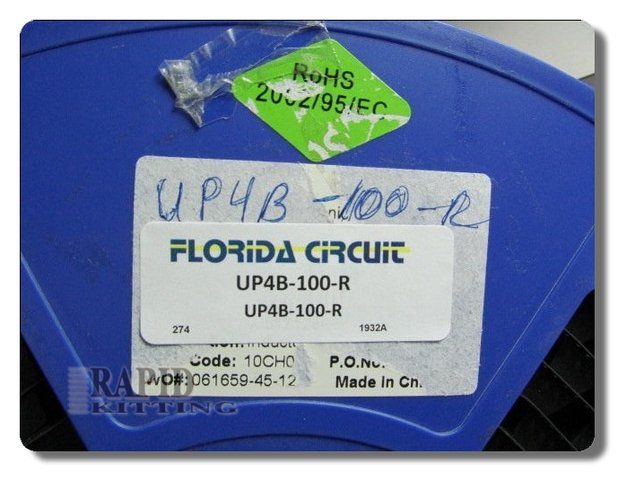 RoHS
2002/95/EC
UP4B-100-R
FLORIDA CIRCUIT
UP4B-100-R
UP4B-100-R
274 1932A
Code: 10CH0 P.O.No.
WO#: 061659-45-12 Made In Ch
RAPID
KITTING